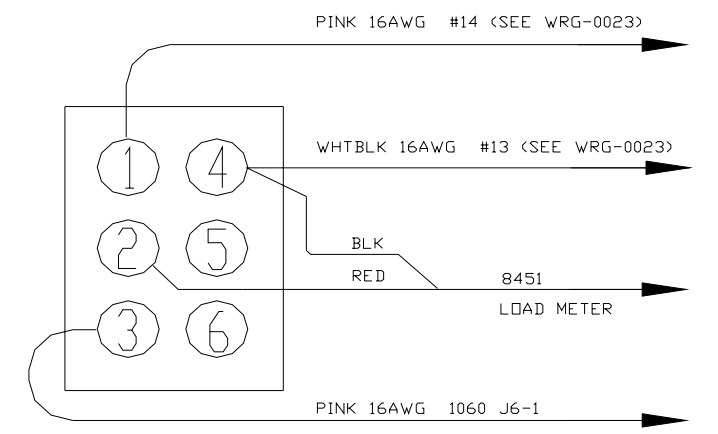 PINK 16AWG #14 (SEE WRG-0023)
1 4
WHTBLK 16AWG #13 (SEE WRG-0023)
2 5
BLK
RED
8451
LOAD METER
3 6
PINK 16AWG 1060 J6-1